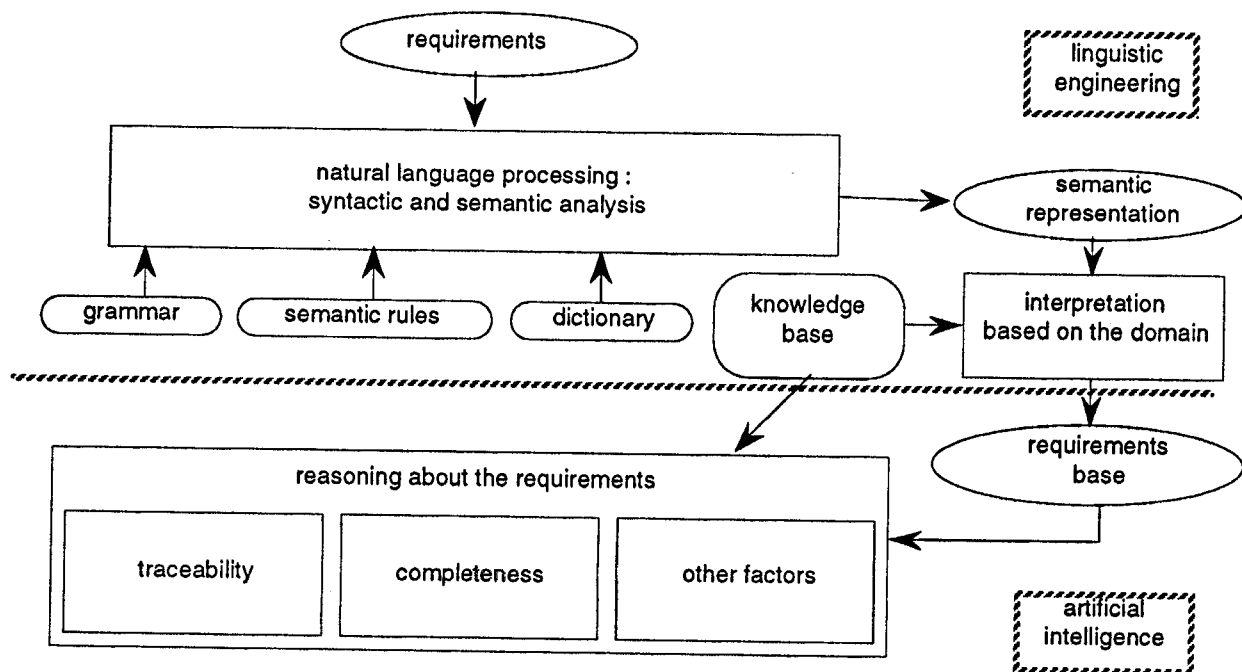 requirements
linguistic
engineering
natural language processing :
syntactic and semantic analysis
semantic
representation
grammar
semantic rules
dictionary
knowledge
base
interpretation
based on the domain
requirements
base
reasoning about the requirements
traceability
completeness
other factors
artificial
intelligence